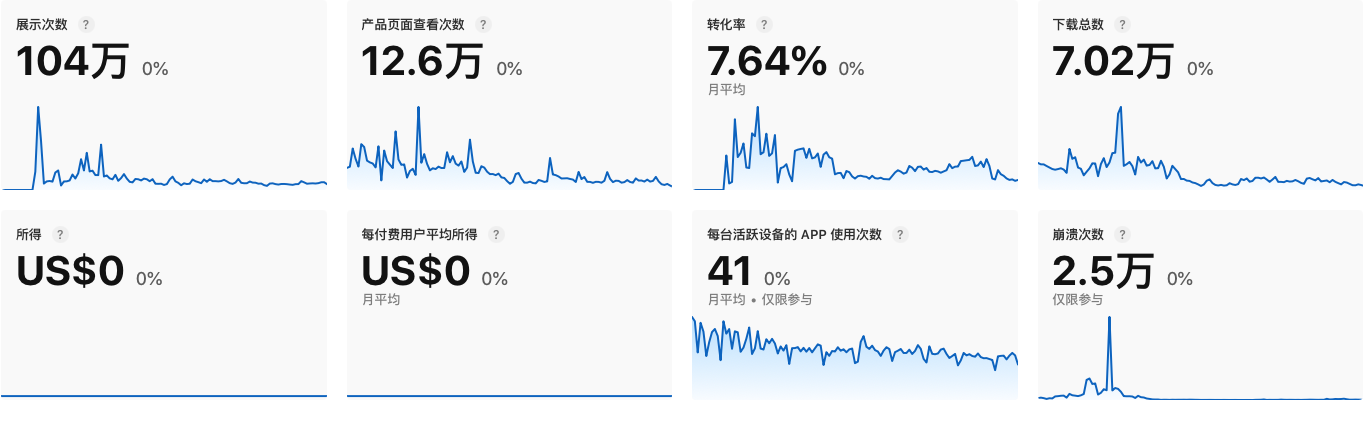 展示次数 ?
104万 0%
产品页面查看次数 ?
12.6万 0%
转化率 ?
7.64% 0%
月平均
下载总数 ?
7.02万 0%
所得 ?
US$0 0%
每付费用户平均所得 ?
US$0 0%
月平均
每台活跃设备的 APP 使用次数 ?
41 0%
月平均 • 仅限参与
崩溃次数 ?
2.5万 0%
仅限参与